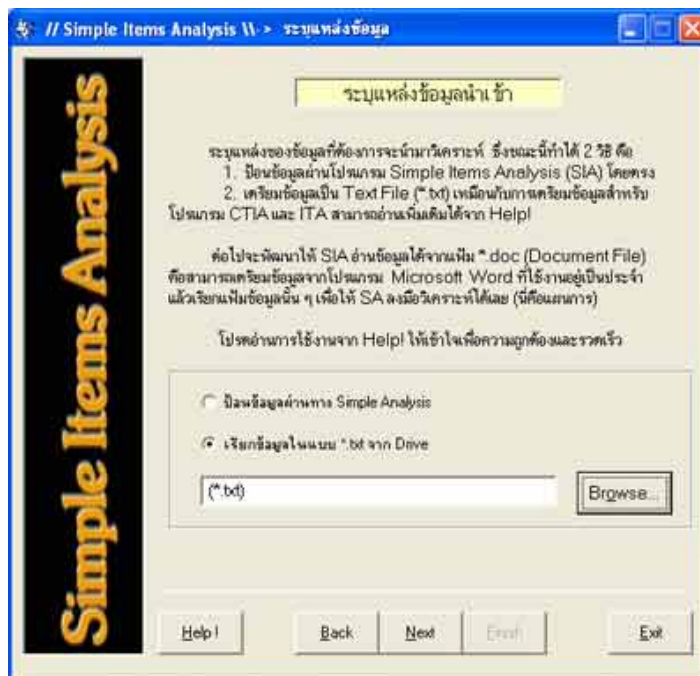 // Simple Items Analysis \\-> ระบุแหล่งข้อมูล
Simple Items Analysis
ระบุแหล่งข้อมูลนำเข้า
ระบุแหล่งของข้อมูลที่ต้องการจะนำมาวิเคราะห์ ซึ่งขณะนี้ทำได้ 2 วิธี คือ
1. ป้อนข้อมูลผ่านโปรแกรม Simple Items Analysis (SIA) โดยตรง
2. เตรียมข้อมูลเป็น Text File (*.txt) เหมือนกับการเตรียมข้อมูลสำหรับ
โปรแกรม CTIA และ ITA สามารถอ่านเพิ่มเติมได้จาก Help!
ต่อไปจะพัฒนาให้ SIA อ่านข้อมูลได้จากแฟ้ม *.doc (Document File)
คือสามารถเตรียมข้อมูลจากโปรแกรม Microsoft Word ที่ใช้งานอยู่เป็นประจำ
แล้วเรียกแฟ้มข้อมูลนั้น ๆ เพื่อให้ SA ลงมือวิเคราะห์ได้เลย (นี่คือแผนการ)
โปรดอ่านการใช้งานจาก Help! ให้เข้าใจเพื่อความถูกต้องและรวดเร็ว
ป้อนข้อมูลผ่านทาง Simple Analysis
เรียกข้อมูลในแบบ *.txt จาก Drive
(*.txt)
Browse...
Help !
Back
Next
Finish
Exit